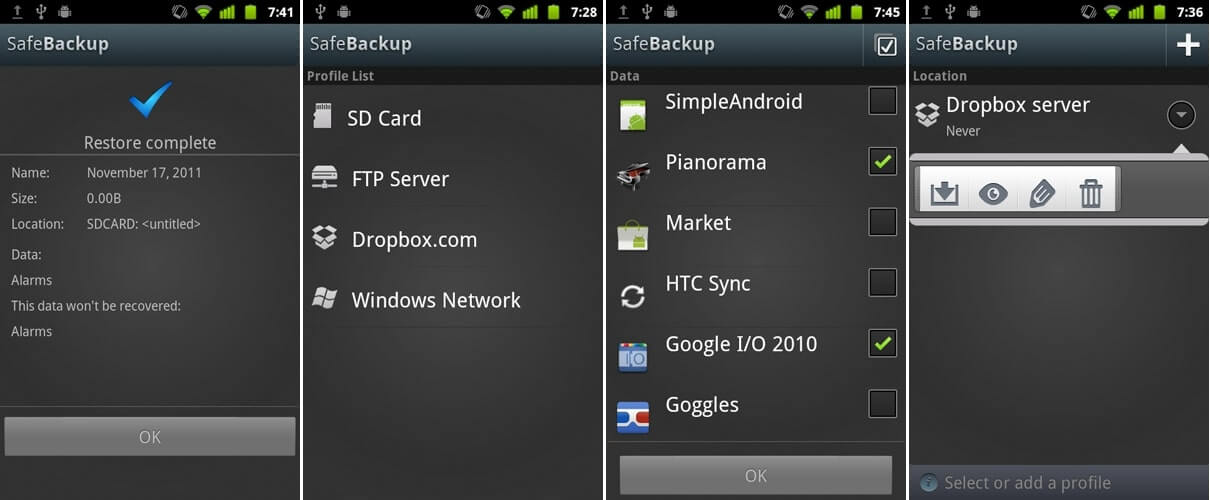 7:41
SafeBackup
Restore complete
Name: November 17, 2011
Size: 0.00B
Location: SDCARD: <untitled>
Data:
Alarms
This data won't be recovered:
Alarms
OK
7:28
SafeBackup
Profile List
SD Card
FTP Server
Dropbox.com
Windows Network
7:45
SafeBackup
Data
SimpleAndroid
Pianorama
Market
HTC Sync
Google I/O 2010
Goggles
OK
7:36
SafeBackup
Location
Dropbox server
Never
Select or add a profile